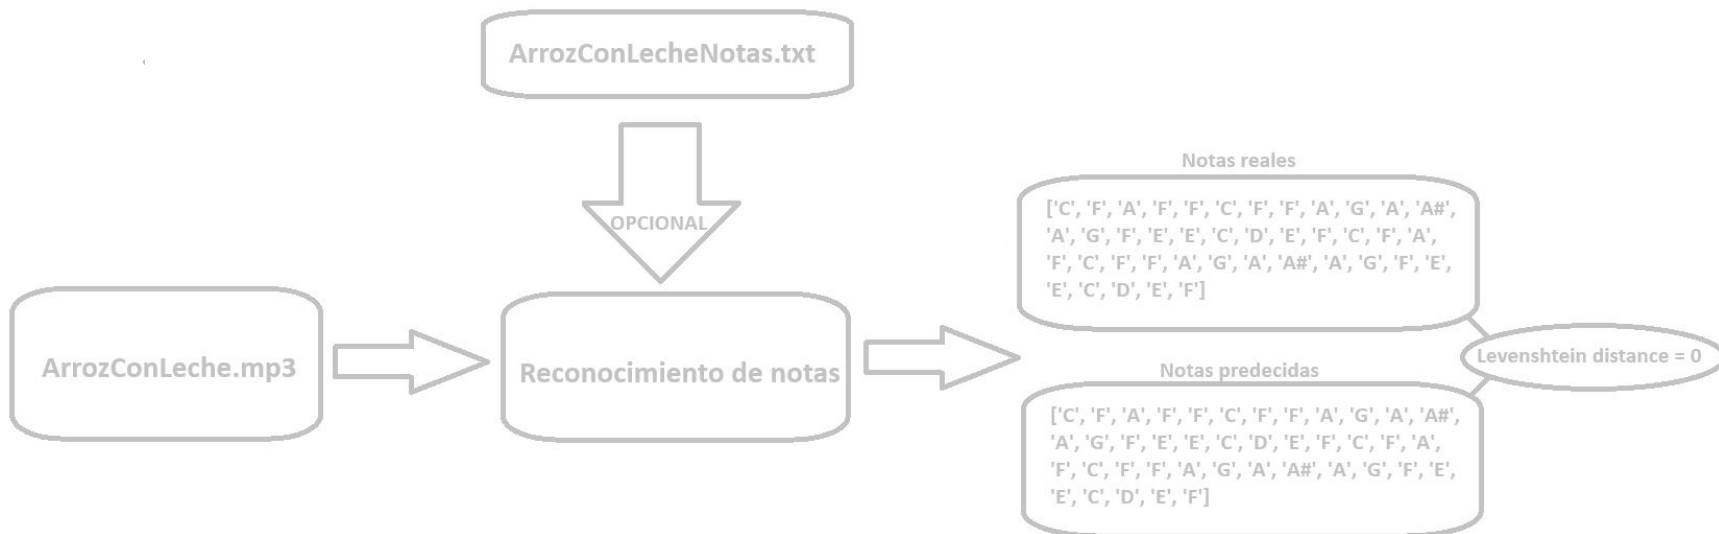 ArrozConLecheNotas.txt
OPCIONAL
ArrozConLeche.mp3
Reconocimiento de notas
Notas reales
['C', 'F', 'A', 'F', 'F', 'C', 'F', 'F', 'A', 'G', 'A', 'A#',
'A', 'G', 'F', 'E', 'E', 'C', 'D', 'E', 'F', 'C', 'F', 'A',
'F', 'C', 'F', 'F', 'A', 'G', 'A', 'A#', 'A', 'G', 'F', 'E',
'E', 'C', 'D', 'E', 'F']
Levenshtein distance = 0
Notas predecidas
['C', 'F', 'A', 'F', 'F', 'C', 'F', 'F', 'A', 'G', 'A', 'A#',
'A', 'G', 'F', 'E', 'E', 'C', 'D', 'E', 'F', 'C', 'F', 'A',
'F', 'C', 'F', 'F', 'A', 'G', 'A', 'A#', 'A', 'G', 'F', 'E',
'E', 'C', 'D', 'E', 'F']